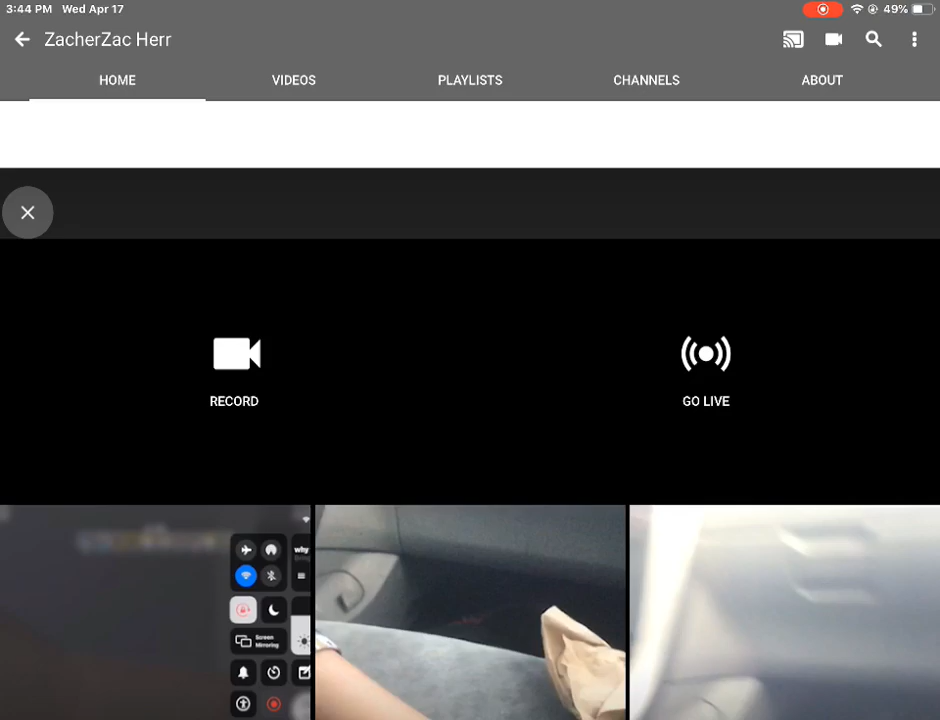 3:44 PM Wed Apr 17 49%
ZacherZac Herr
HOME VIDEOS PLAYLISTS CHANNELS ABOUT
RECORD GO LIVE
why
Screen
Mirroring